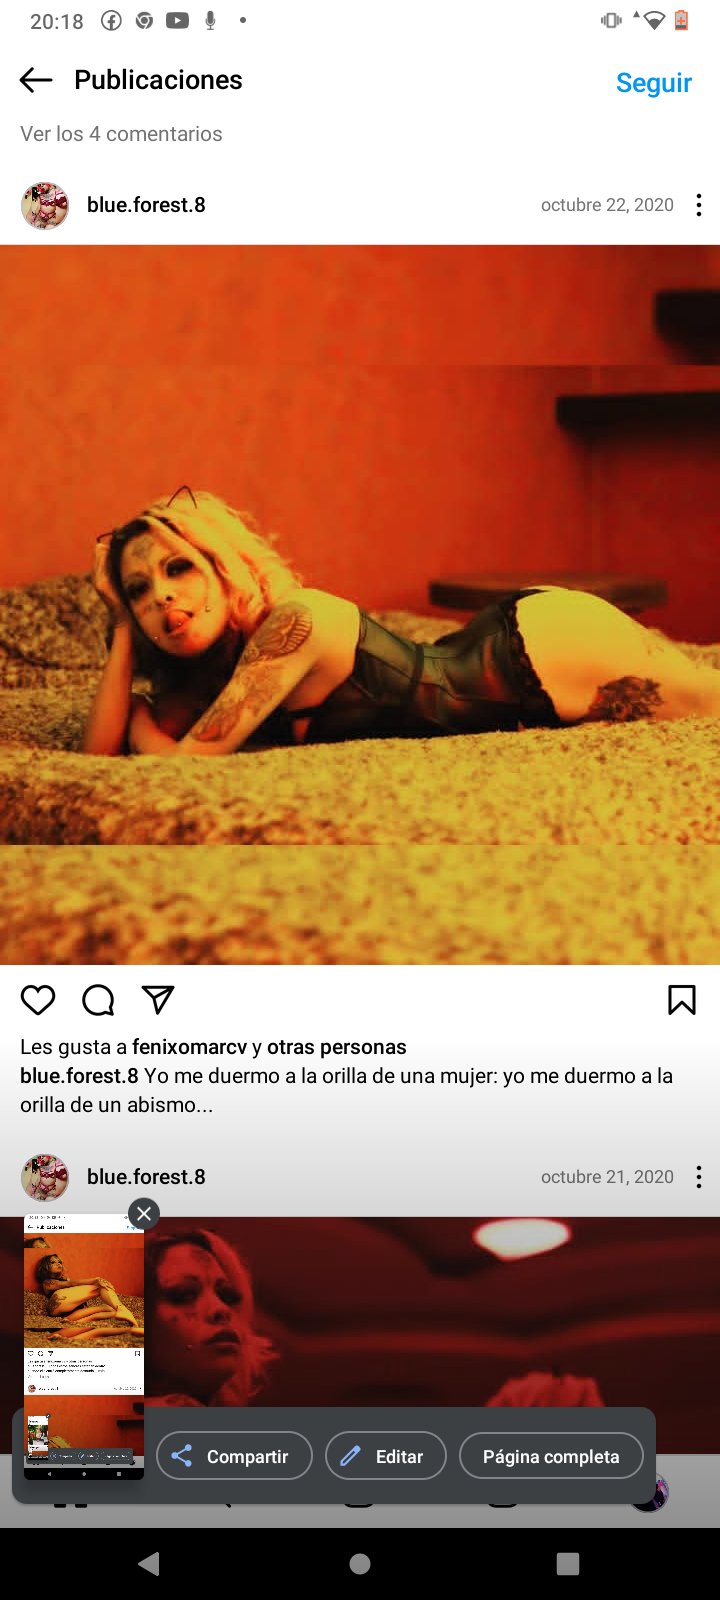 20:18
Publicaciones
Seguir
Ver los 4 comentarios
blue.forest.8
octubre 22, 2020
Les gusta a fenixomarcv y otras personas
blue.forest.8 Yo me duermo a la orilla de una mujer: yo me duermo a la
orilla de un abismo...
blue.forest.8
octubre 21, 2020
Publicaciones
Compartir
Editar
Página completa